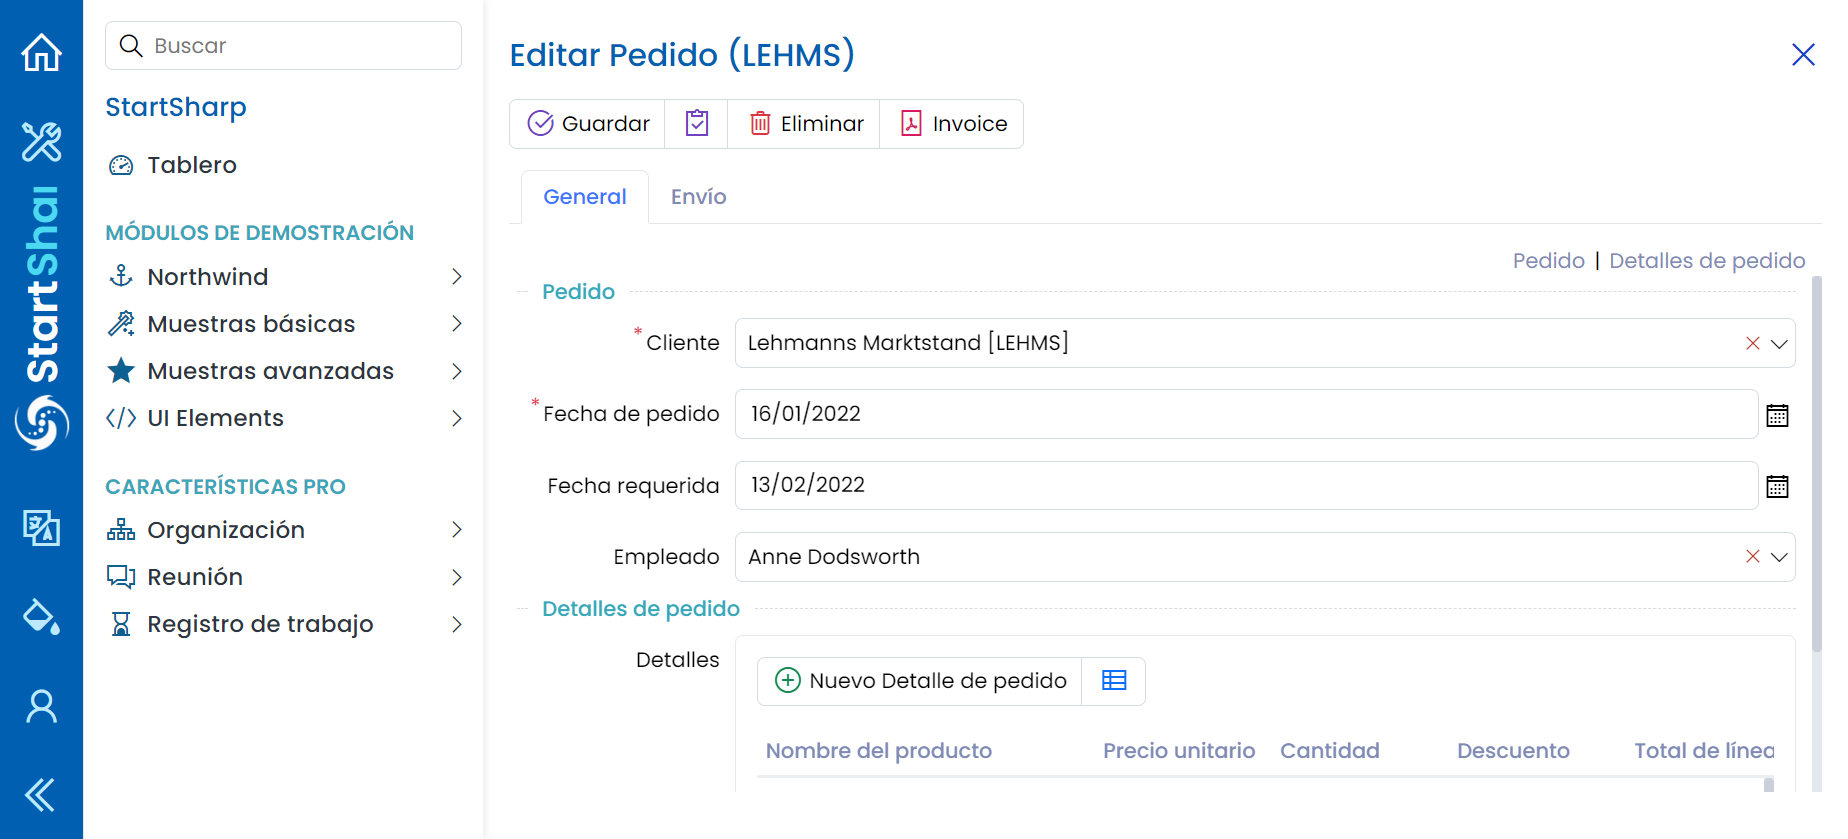 StartShar
Buscar
StartSharp
Tablero
MÓDULOS DE DEMOSTRACIÓN
Northwind
Muestras básicas
Muestras avanzadas
UI Elements
CARACTERÍSTICAS PRO
Organización
Reunión
Registro de trabajo
Editar Pedido (LEHMS)
Guardar
Eliminar
Invoice
General
Envío
Pedido | Detalles de pedido
Pedido
* Cliente
Lehmanns Marktstand [LEHMS]
* Fecha de pedido
16/01/2022
Fecha requerida
13/02/2022
Empleado
Anne Dodsworth
Detalles de pedido
Detalles
Nuevo Detalle de pedido
Nombre del producto Precio unitario Cantidad Descuento Total de línea